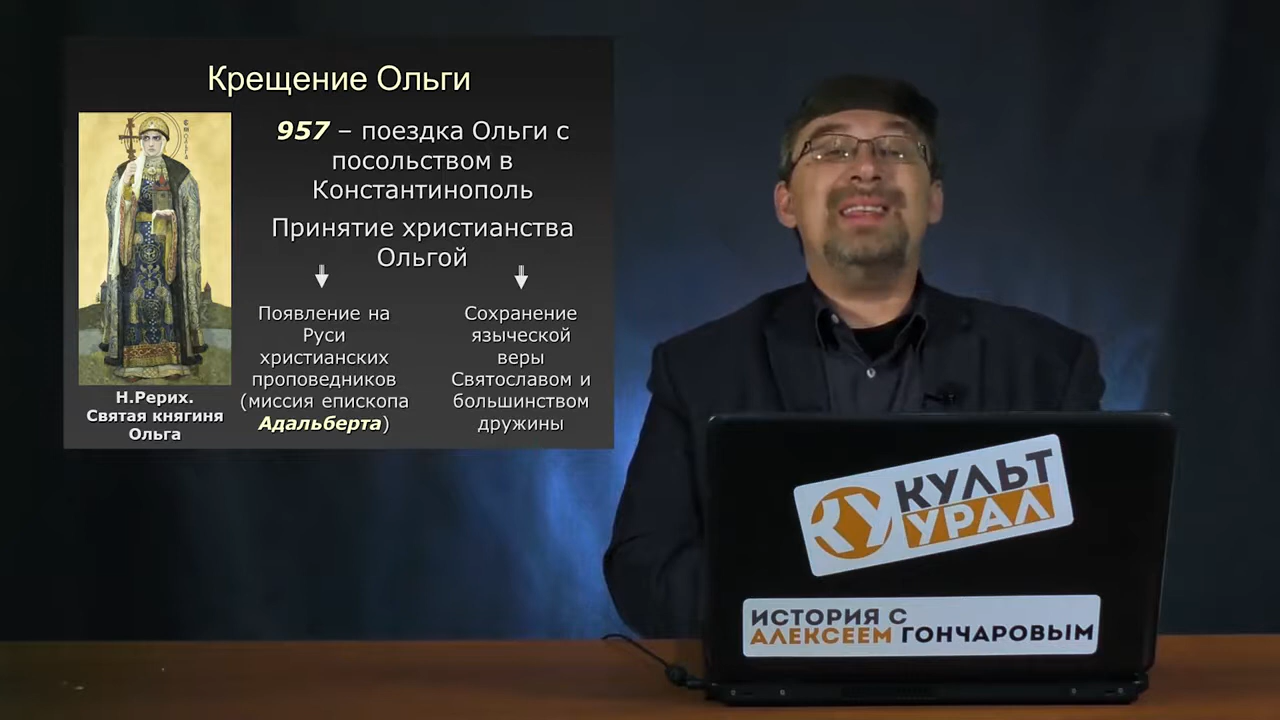 Крещение Ольги
957 – поездка Ольги с
посольством в
Константинополь
Принятие христианства
Ольгой
Появление на
Руси
христианских
проповедников
(миссия епископа
Адальберта)
Сохранение
языческой
веры
Святославом и
большинством
дружины
Н.Рерих.
Святая княгиня
Ольга
КУ КУЛЬТ
УРАЛ
ИСТОРИЯ С
АЛЕКСЕЕМ ГОНЧАРОВЫМ